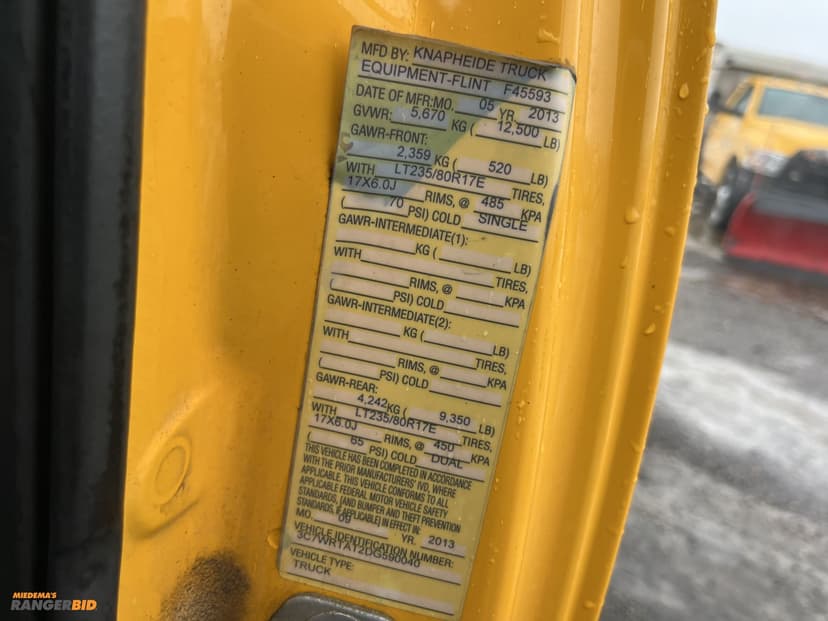 MFD BY: KNAPHEIDE TRUCK
EQUIPMENT-FLINT F45593
DATE OF MFR:MO. 05 YR. 2013
GVWR: 5,670 KG ( 12,500 LB)
GAWR-FRONT:
2,359 KG ( 520 LB)
WITH LT235/80R17E TIRES,
17X6.0J RIMS, @ 485 KPA
( 70 PSI) COLD SINGLE
GAWR-INTERMEDIATE(1):
KG ( LB)
WITH TIRES,
RIMS, @ KPA
( PSI) COLD
GAWR-INTERMEDIATE(2):
KG ( LB)
WITH TIRES,
RIMS, @ KPA
( PSI) COLD
GAWR-REAR:
4,242 KG ( 9,350 LB)
WITH LT235/80R17E TIRES,
17X6.0J RIMS, @ 450 KPA
( 65 PSI) COLD DUAL
THIS VEHICLE HAS BEEN COMPLETED IN ACCORDANCE
WITH THE PRIOR MANUFACTURERS' IVD, WHERE
APPLICABLE. THIS VEHICLE CONFORMS TO ALL
APPLICABLE FEDERAL MOTOR VEHICLE SAFETY
STANDARDS, [AND BUMPER AND THEFT PREVENTION
STANDARDS, IF APPLICABLE] IN EFFECT IN:
MO. 09 YR. 2013
VEHICLE IDENTIFICATION NUMBER:
3C7WR1A12DG590040
VEHICLE TYPE:
TRUCK
MIEDEMA'S
RANGERBID